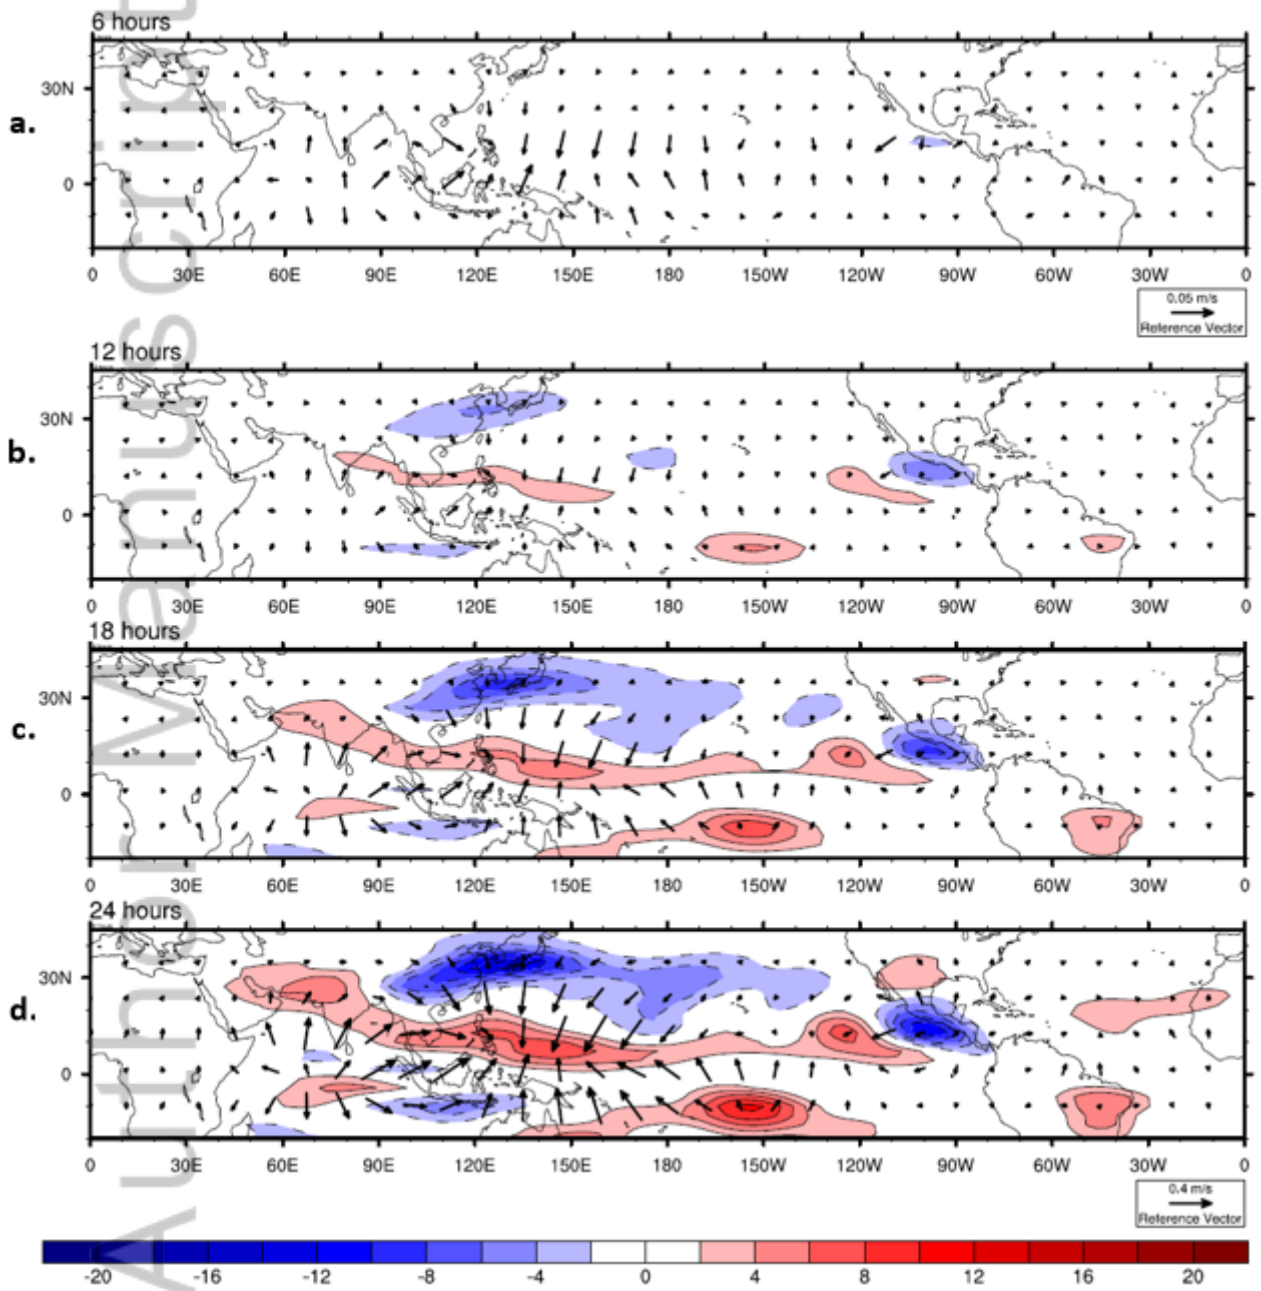 Author Manuscript
6 hours
a.
30N
0
0 30E 60E 90E 120E 150E 180 150W 120W 90W 60W 30W 0
0.05 m/s
Reference Vector
12 hours
b.
30N
0
0 30E 60E 90E 120E 150E 180 150W 120W 90W 60W 30W 0
18 hours
c.
30N
0
0 30E 60E 90E 120E 150E 180 150W 120W 90W 60W 30W 0
24 hours
d.
30N
0
0 30E 60E 90E 120E 150E 180 150W 120W 90W 60W 30W 0
0.4 m/s
Reference Vector
-20 -16 -12 -8 -4 0 4 8 12 16 20